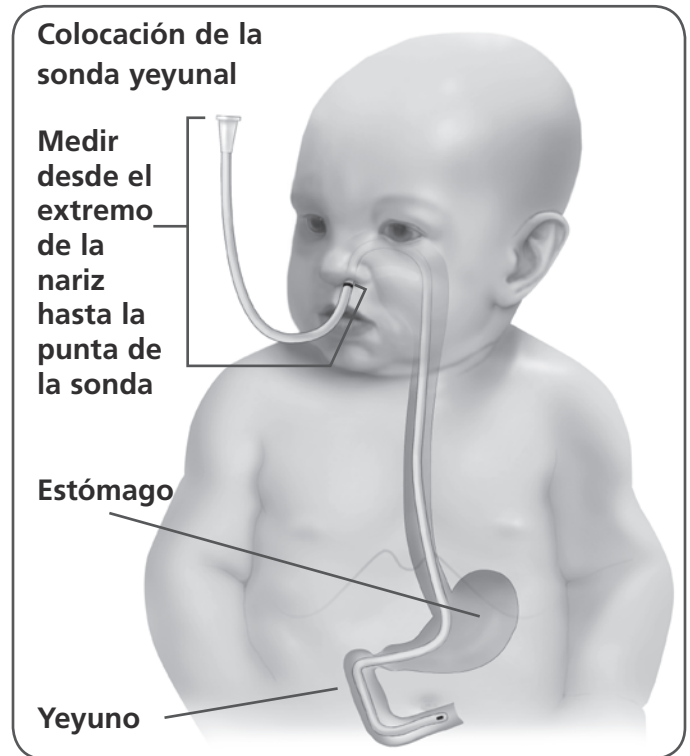 Colocación de la
sonda yeyunal
Medir
desde el
extremo
de la
nariz
hasta la
punta de
la sonda
Estómago
Yeyuno